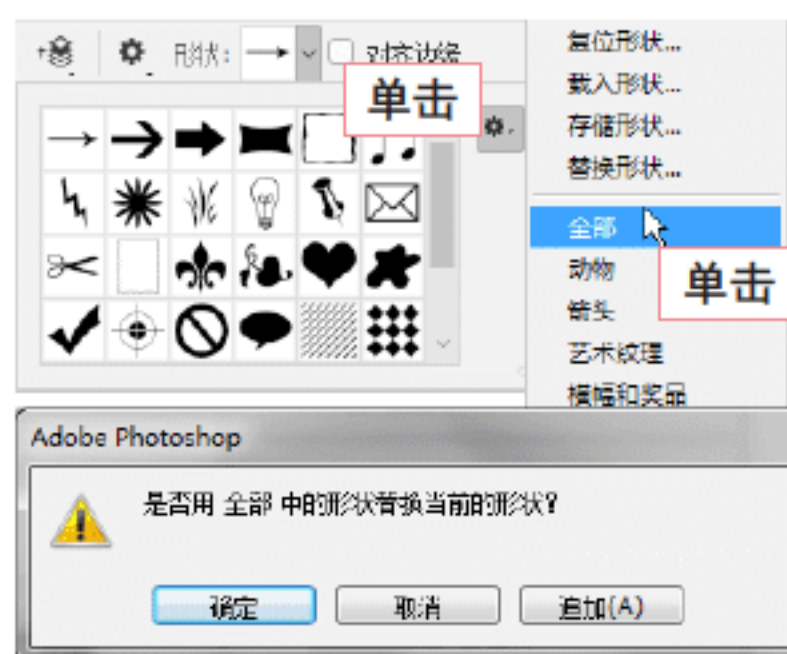 形状:
对齐边缘
单击
复位形状...
载入形状...
存储形状...
替换形状...
全部
单击
动物
箭头
艺术纹理
横幅和奖品
Adobe Photoshop
是否用 全部 中的形状替换当前的形状?
确定
取消
追加(A)